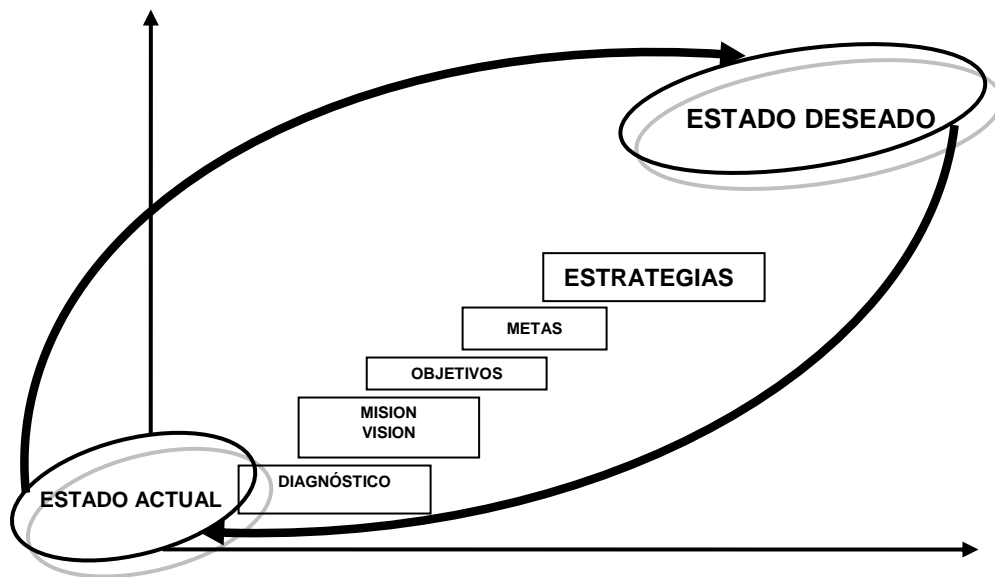 ESTADO DESEADO
ESTRATEGIAS
METAS
OBJETIVOS
MISION
VISION
DIAGNÓSTICO
ESTADO ACTUAL